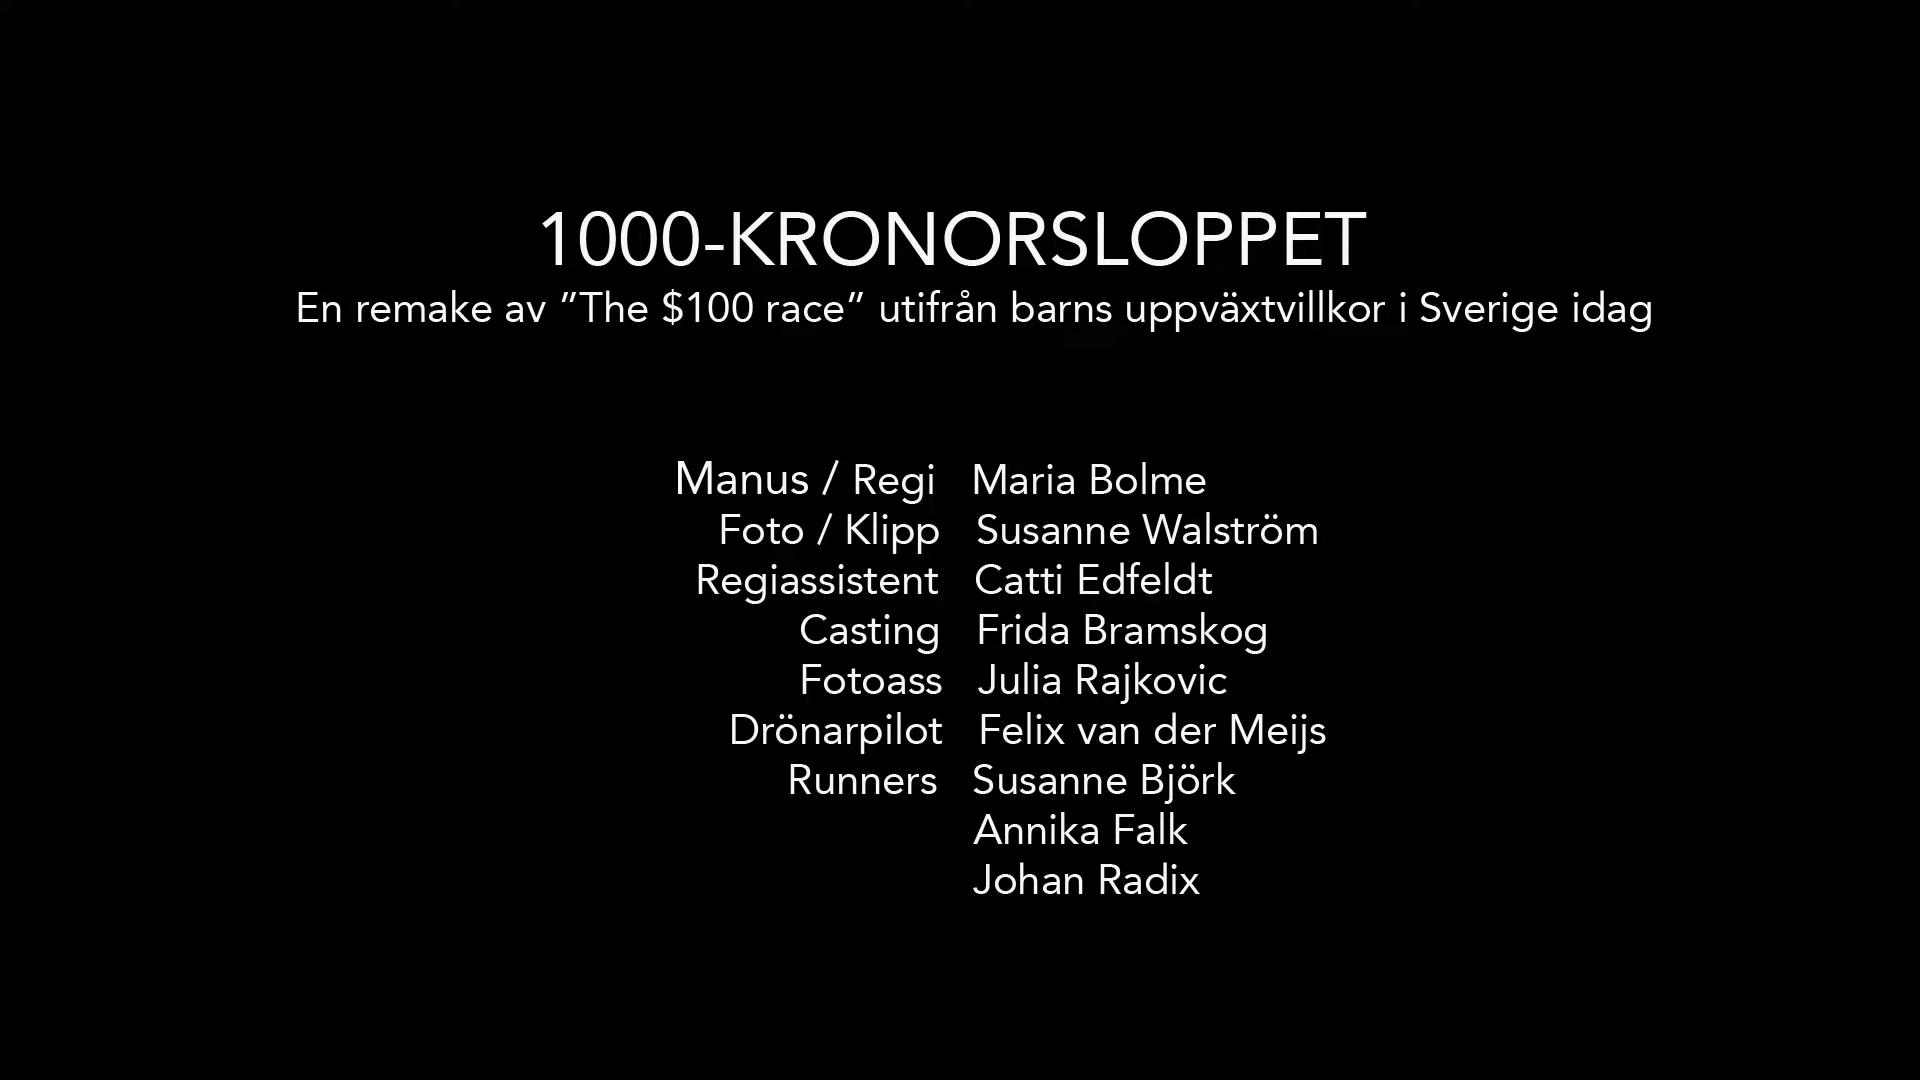 1000-KRONORSLOPPET
En remake av ”The $100 race” utifrån barns uppväxtvillkor i Sverige idag
Manus / Regi Maria Bolme
Foto / Klipp Susanne Walström
Regiassistent Catti Edfeldt
Casting Frida Bramskog
Fotoass Julia Rajkovic
Drönarpilot Felix van der Meijs
Runners Susanne Björk
Annika Falk
Johan Radix